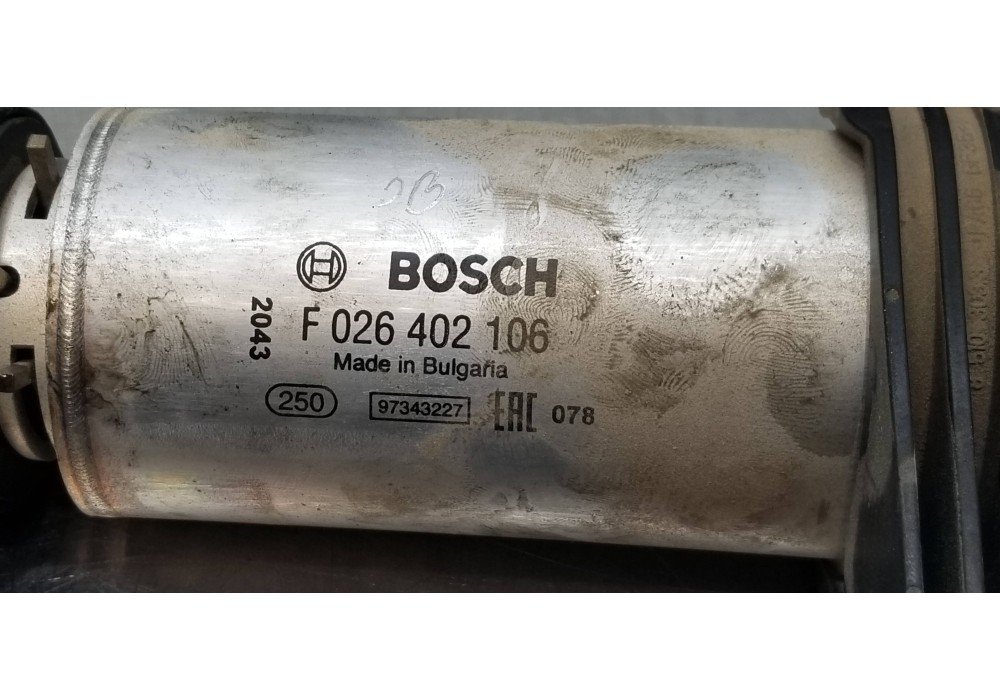 BOSCH
2043
F 026 402 106
Made in Bulgaria
250
97343227 EAC 078